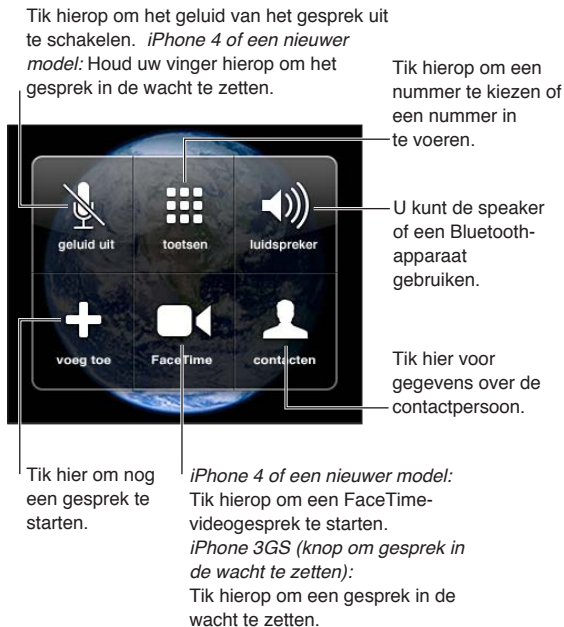 Tik hierop om het geluid van het gesprek uit
te schakelen. iPhone 4 of een nieuwer
model: Houd uw vinger hierop om het
gesprek in de wacht te zetten.
Tik hierop om een
nummer te kiezen of
een nummer in
te voeren.
geluid uit
toetsen
luidspreker
U kunt de speaker
of een Bluetooth-
apparaat
gebruiken.
voeg toe
FaceTime
contacten
Tik hier voor
gegevens over de
contactpersoon.
Tik hier om nog
een gesprek te
starten.
iPhone 4 of een nieuwer model:
Tik hierop om een FaceTime-
videogesprek te starten.
iPhone 3GS (knop om gesprek in
de wacht te zetten):
Tik hierop om een gesprek in de
wacht te zetten.